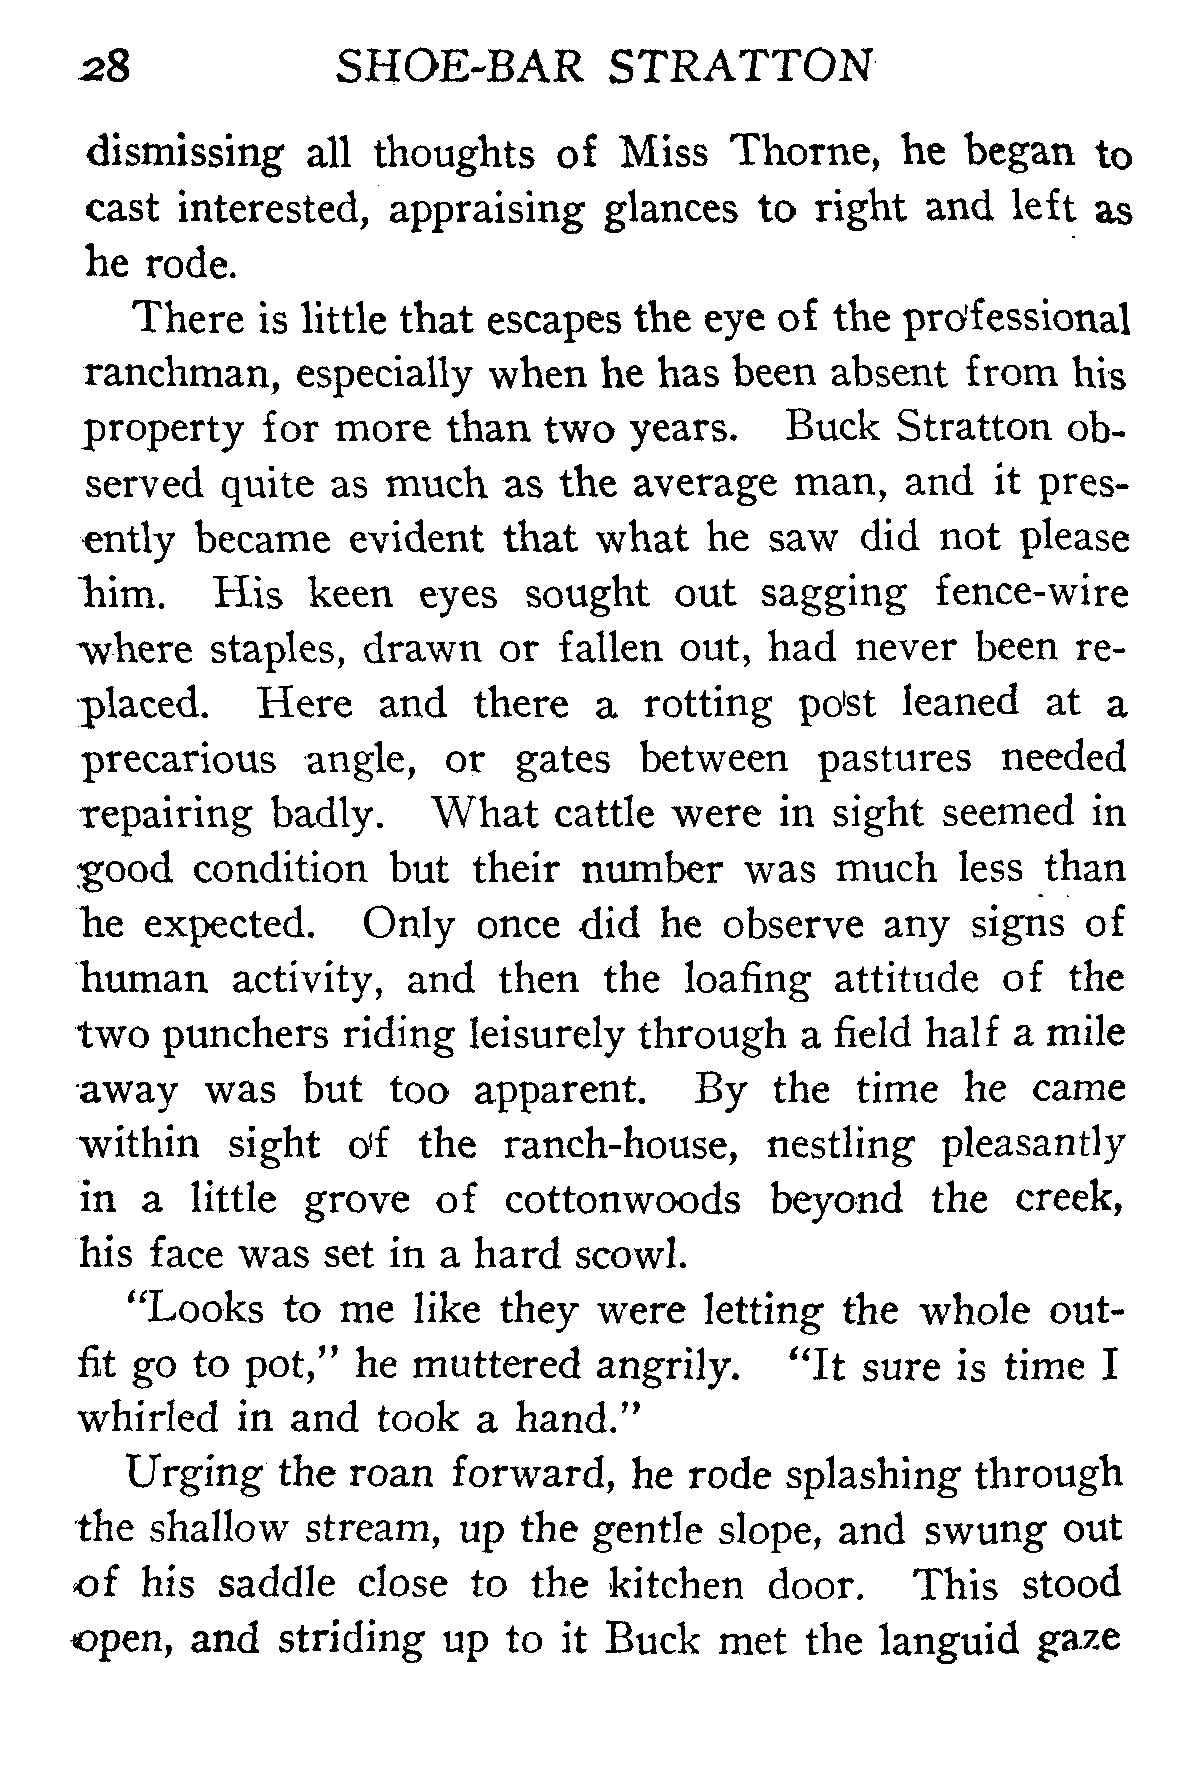 28 SHOE-BAR STRATTON
dismissing all thoughts of Miss Thorne, he began to
cast interested, appraising glances to right and left as
he rode.
There is little that escapes the eye of the professional
ranchman, especially when he has been absent from his
property for more than two years. Buck Stratton ob-
served quite as much as the average man, and it pres-
ently became evident that what he saw did not please
him. His keen eyes sought out sagging fence-wire
where staples, drawn or fallen out, had never been re-
placed. Here and there a rotting post leaned at a
precarious angle, or gates between pastures needed
repairing badly. What cattle were in sight seemed in
good condition but their number was much less than
he expected. Only once did he observe any signs of
human activity, and then the loafing attitude of the
two punchers riding leisurely through a field half a mile
away was but too apparent. By the time he came
within sight of the ranch-house, nestling pleasantly
in a little grove of cottonwoods beyond the creek,
his face was set in a hard scowl.
“Looks to me like they were letting the whole out-
fit go to pot,” he muttered angrily. “It sure is time I
whirled in and took a hand.”
Urging the roan forward, he rode splashing through
the shallow stream, up the gentle slope, and swung out
of his saddle close to the kitchen door. This stood
open, and striding up to it Buck met the languid gaze